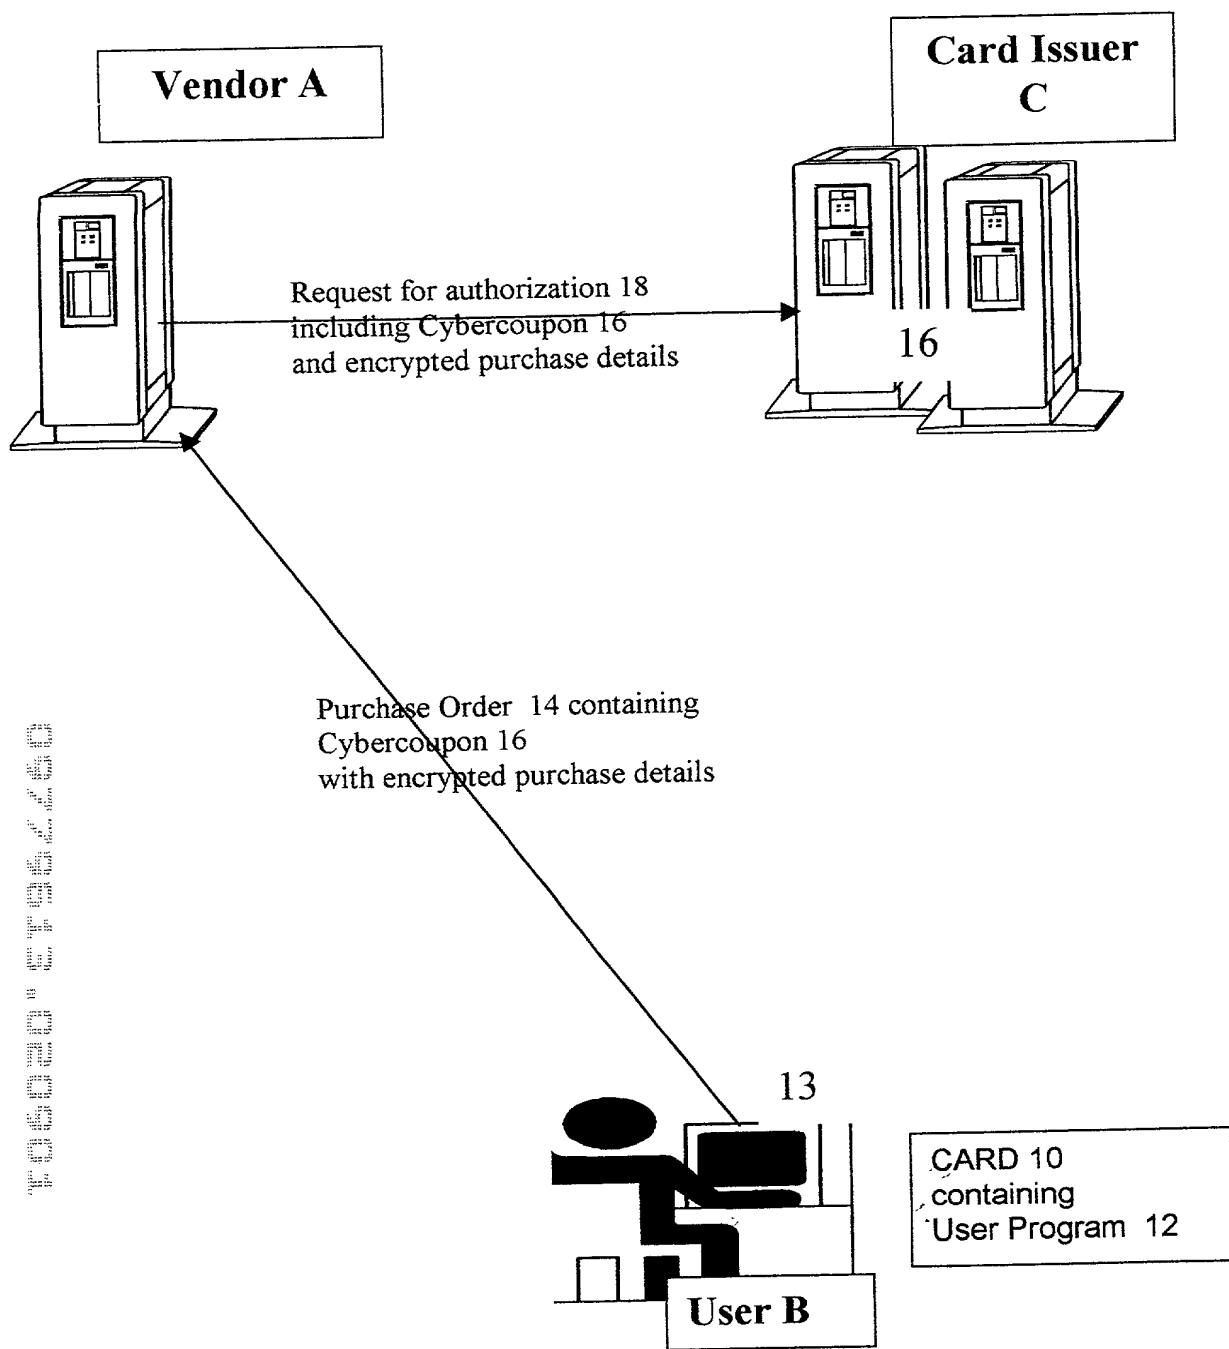 Vendor A
Card Issuer
C
Request for authorization 18
including Cybercoupon 16
and encrypted purchase details
16
Purchase Order 14 containing
Cybercoupon 16
with encrypted purchase details
13
CARD 10
containing
User Program 12
User B